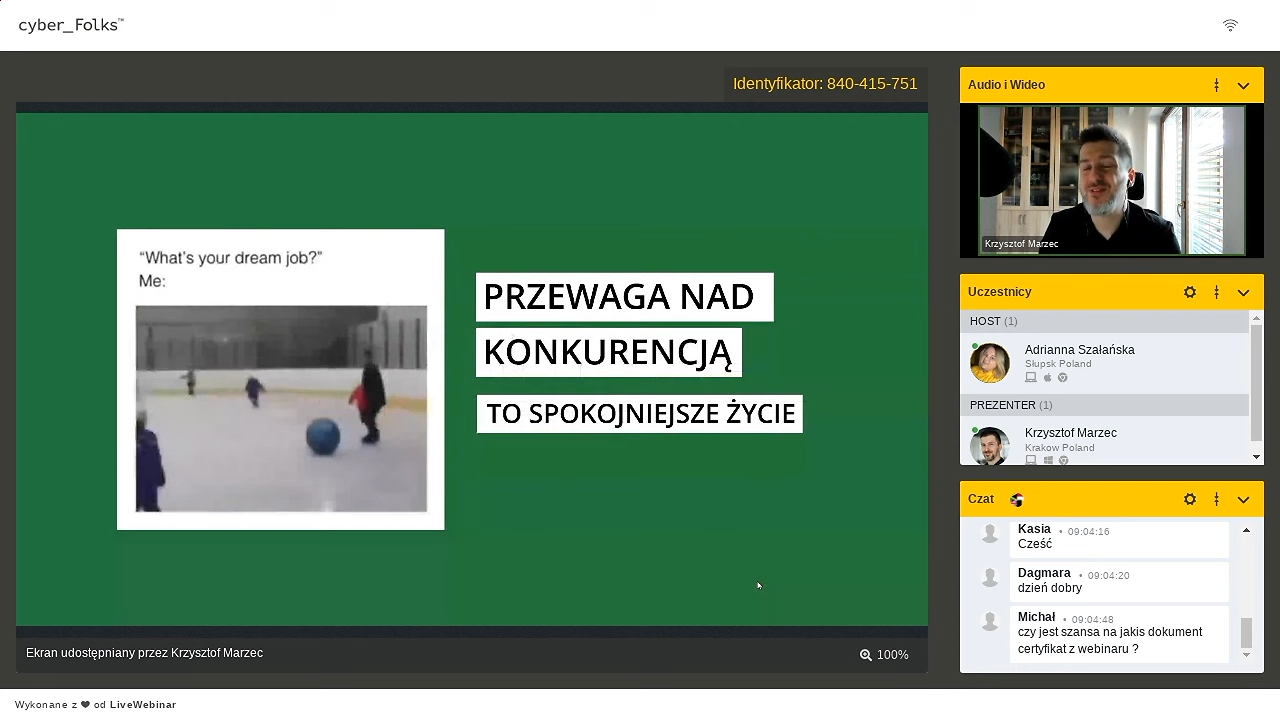 cyber_Folks™
Identyfikator: 840-415-751
“What’s your dream job?”
Me:
PRZEWAGA NAD
KONKURENCJĄ
TO SPOKOJNIEJSZE ŻYCIE
Ekran udostępniany przez Krzysztof Marzec
100%
Audio i Wideo
Krzysztof Marzec
Uczestnicy
HOST (1)
Adrianna Szałańska
Słupsk Poland
PREZENTER (1)
Krzysztof Marzec
Krakow Poland
Czat
Kasia • 09:04:16
Cześć
Dagmara • 09:04:20
dzień dobry
Michał • 09:04:48
czy jest szansa na jakis dokument
certyfikat z webinaru ?
Wykonane z ❤ od LiveWebinar